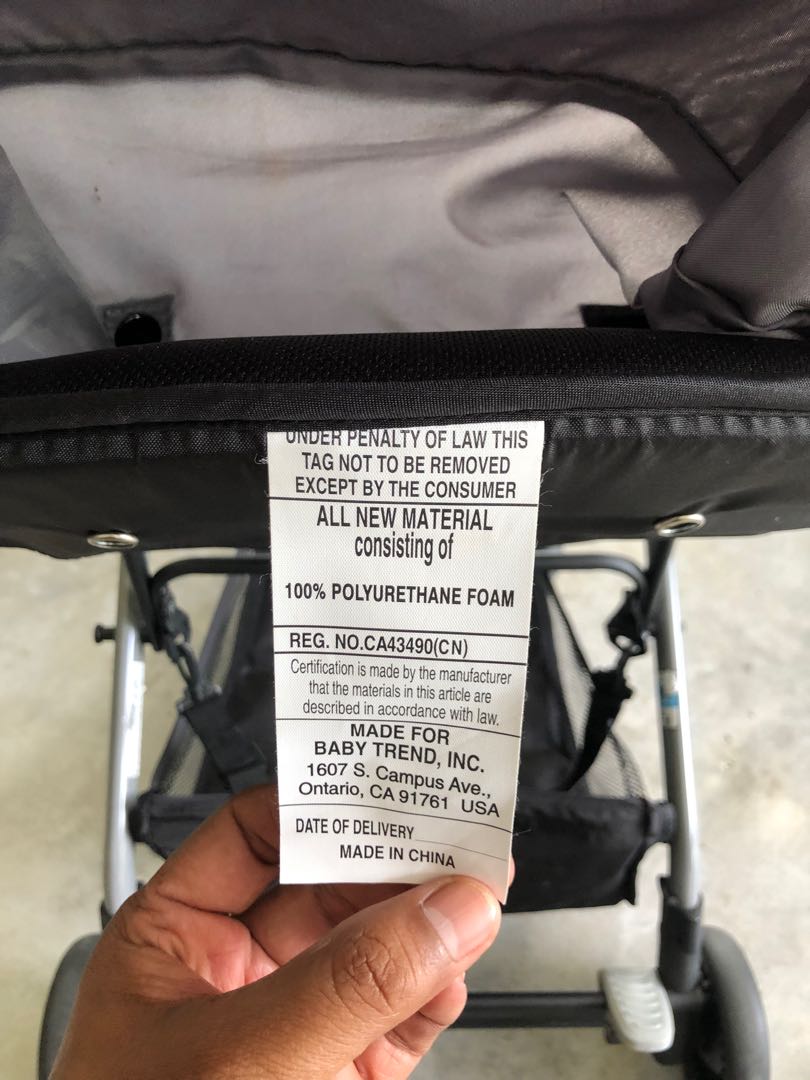 UNDER PENALTY OF LAW THIS
TAG NOT TO BE REMOVED
EXCEPT BY THE CONSUMER
ALL NEW MATERIAL
consisting of
100% POLYURETHANE FOAM
REG. NO.CA43490(CN)
Certification is made by the manufacturer
that the materials in this article are
described in accordance with law.
MADE FOR
BABY TREND, INC.
1607 S. Campus Ave.,
Ontario, CA 91761 USA
DATE OF DELIVERY
MADE IN CHINA